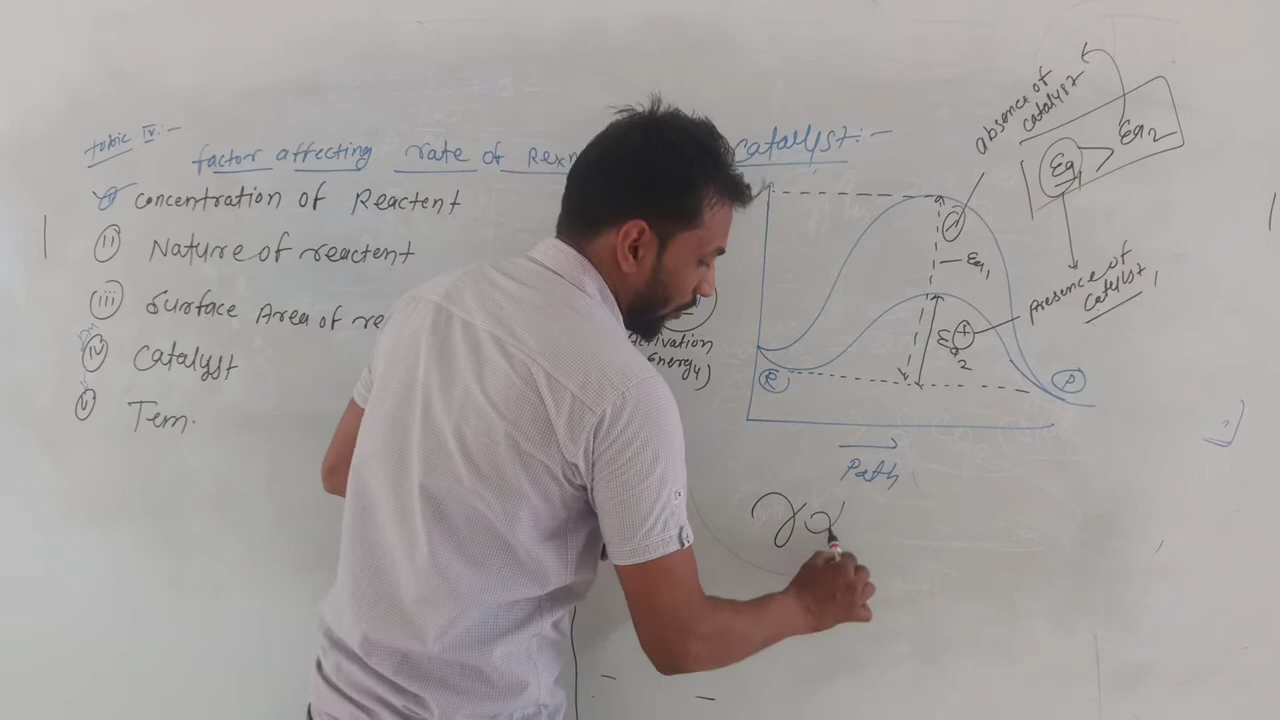 topic IV:-
factor affecting rate of Rexn catalyst:-
(i) concentration of Reactent
(ii) Nature of reactent
(iii) Surface Area of re
(iv) Catalyst
(v) Tem.
Activation
Energy)
absence of
catalyst
Ea1 > Ea2
Ea1
presence of
catalyst,
Ea2
+
R
P
Path